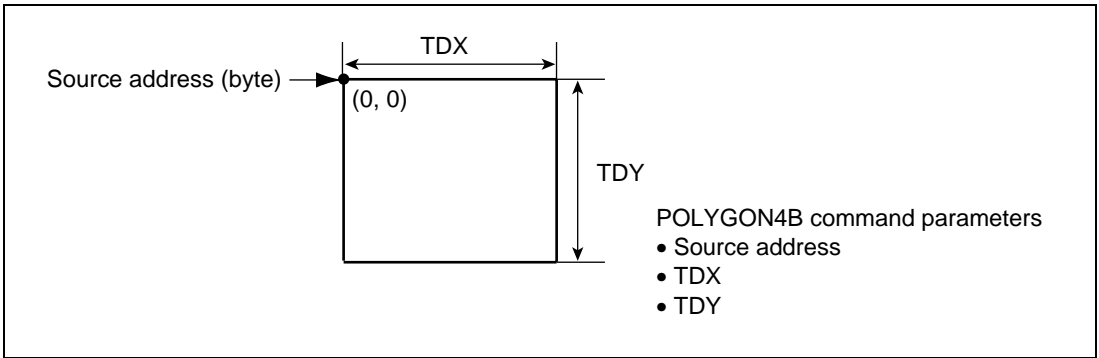 TDX
Source address (byte)
(0, 0)
TDY
POLYGON4B command parameters
• Source address
• TDX
• TDY